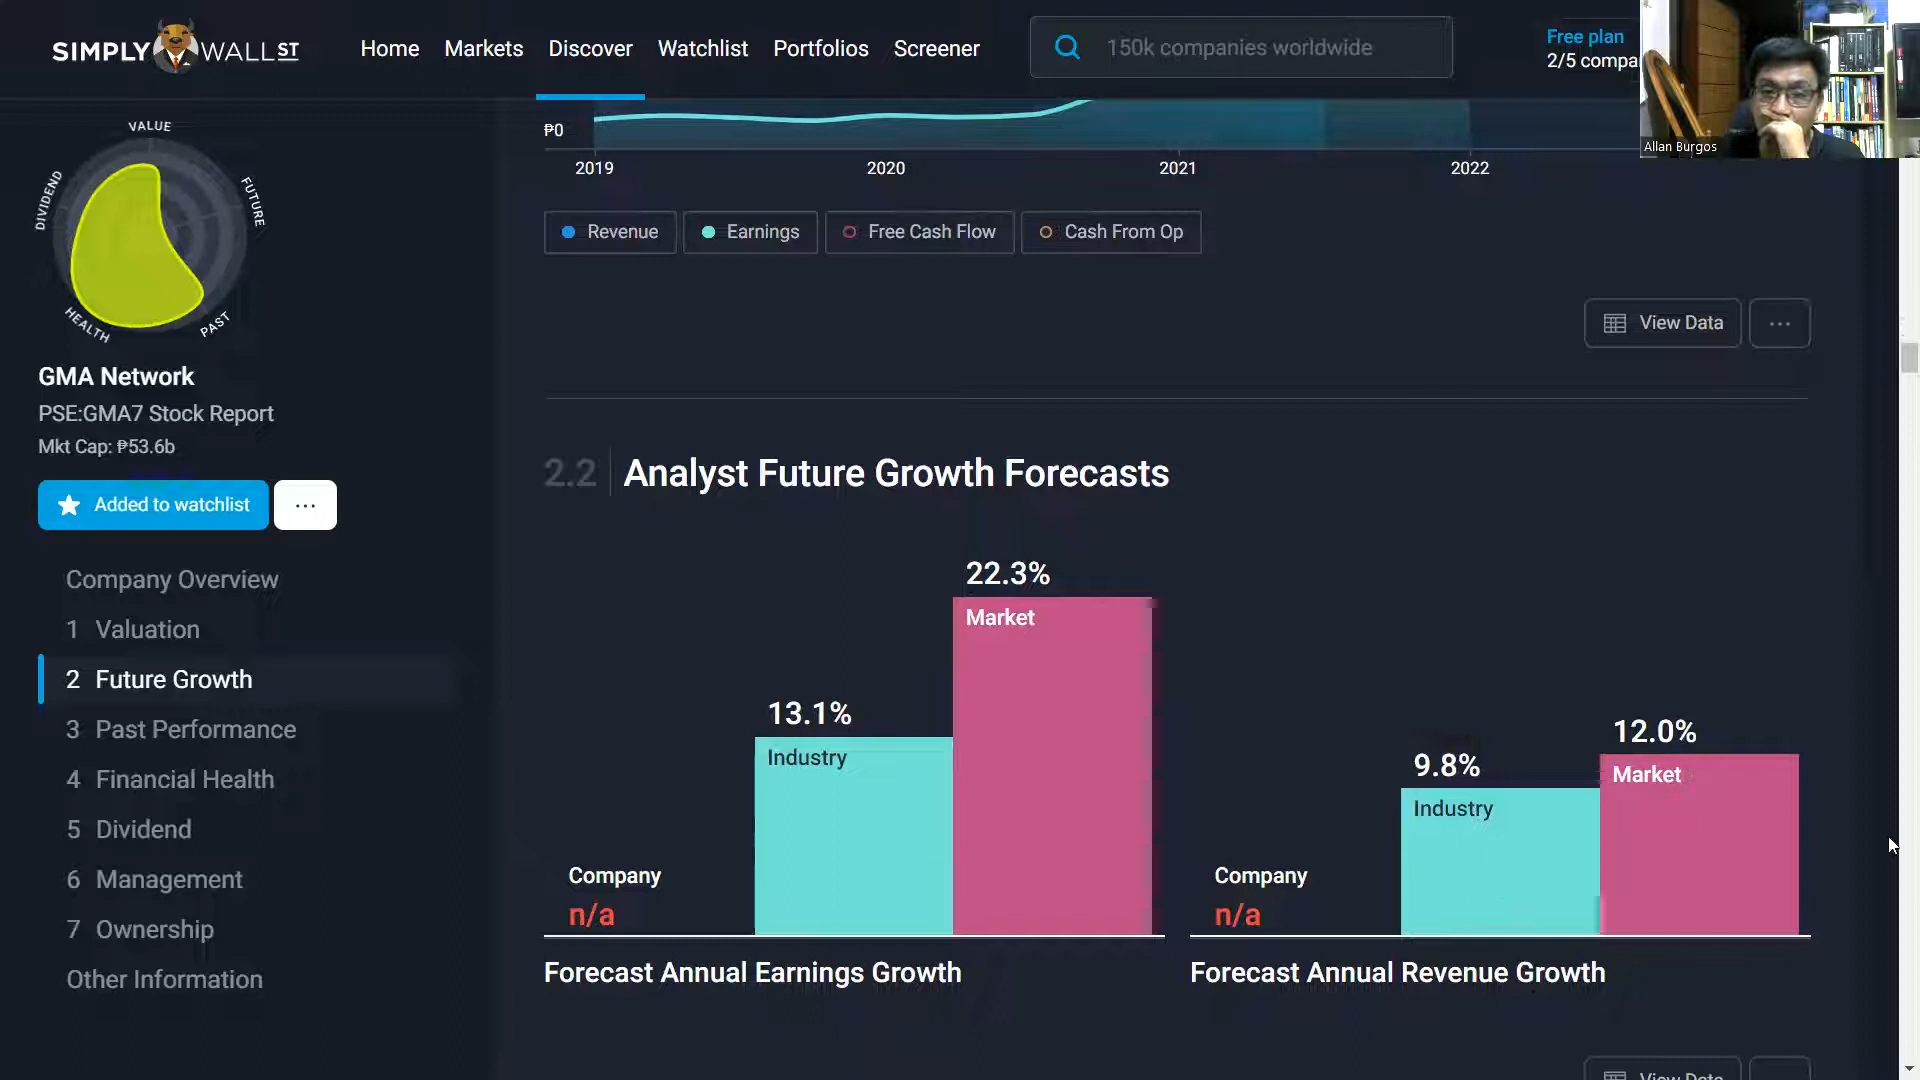 SIMPLY WALL ST
Home
Markets
Discover
Watchlist
Portfolios
Screener
150k companies worldwide
Free plan
2/5 compa
Allan Burgos
VALUE
FUTURE
PAST
HEALTH
DIVIDEND
GMA Network
PSE:GMA7 Stock Report
Mkt Cap: ₱53.6b
Added to watchlist
...
Company Overview
1 Valuation
2 Future Growth
3 Past Performance
4 Financial Health
5 Dividend
6 Management
7 Ownership
Other Information
₱0
2019
2020
2021
2022
Revenue
Earnings
Free Cash Flow
Cash From Op
View Data
...
2.2 Analyst Future Growth Forecasts
22.3%
Market
13.1%
Industry
Company
n/a
Forecast Annual Earnings Growth
12.0%
Market
9.8%
Industry
Company
n/a
Forecast Annual Revenue Growth
View Data